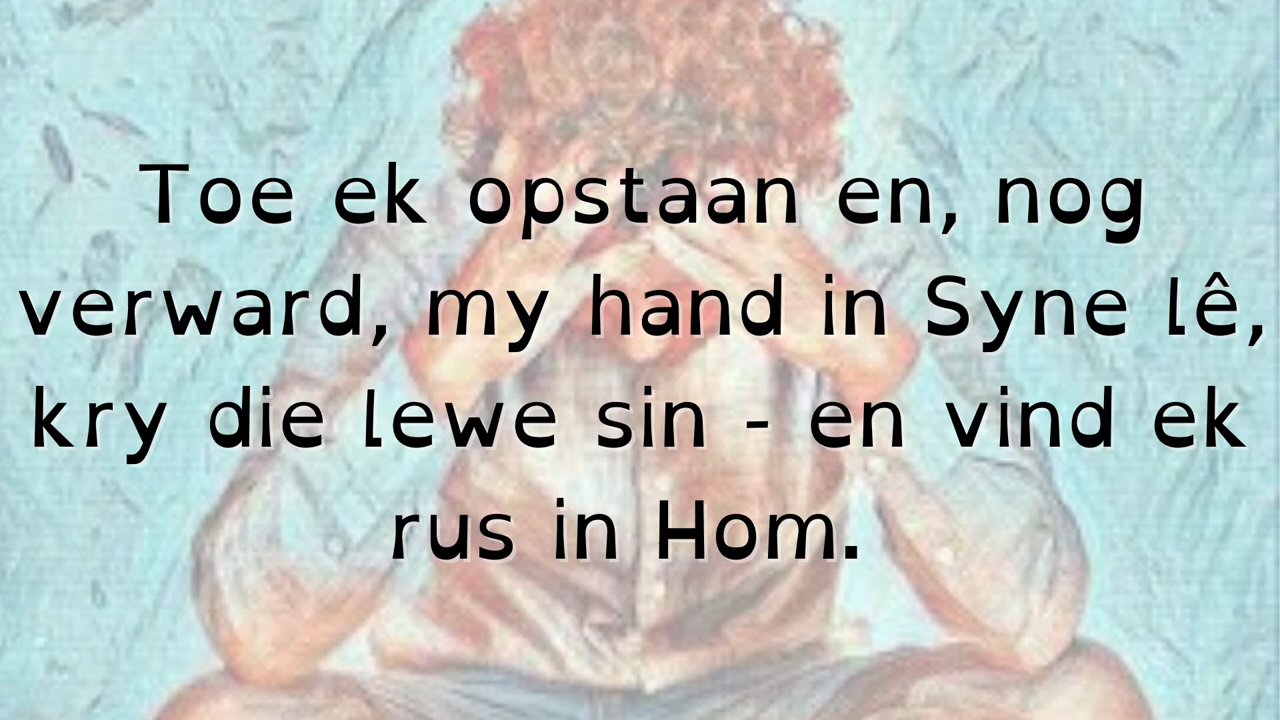 Toe ek opstaan en, nog
verward, my hand in Syne lê,
kry die lewe sin - en vind ek
rus in Hom.